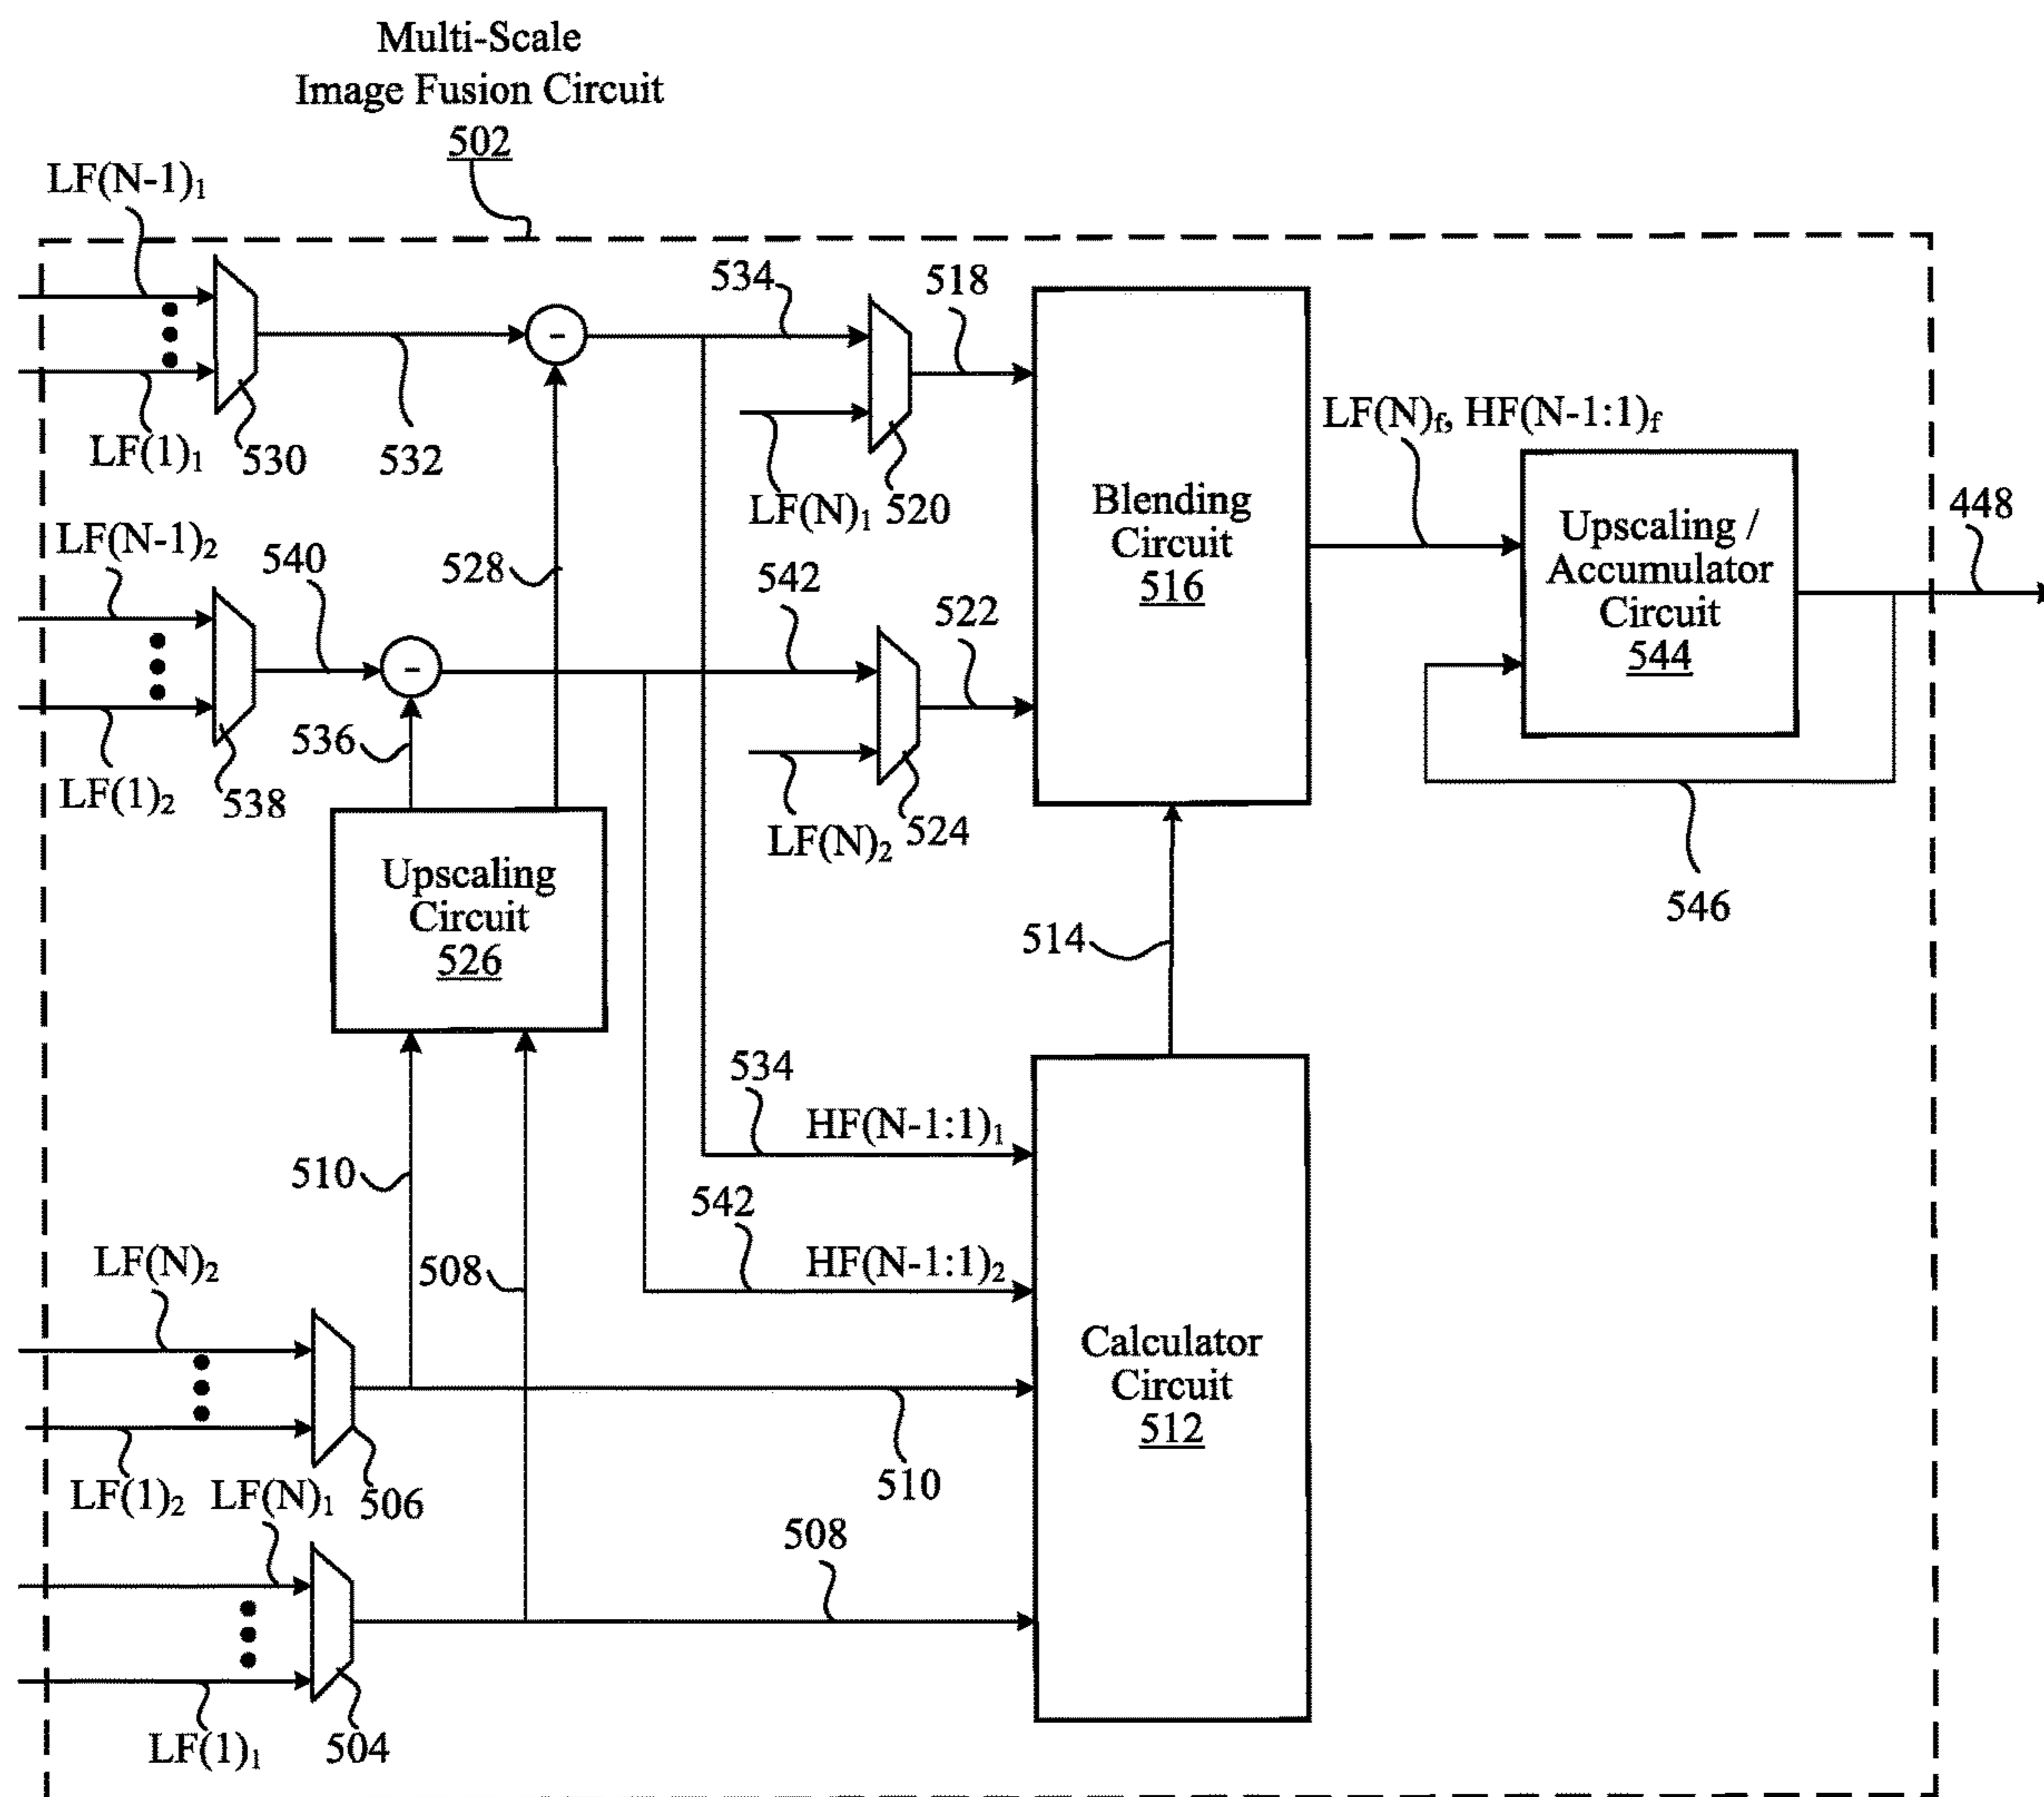 Multi-Scale
Image Fusion Circuit
502
LF(N-1)₁
LF(1)₁
530
532
534
518
LF(N)₁
520
LF(N-1)₂
540
528
542
522
LF(1)₂
538
536
LF(N)₂
524
Blending
Circuit
516
LF(N)f, HF(N-1:1)f
Upscaling /
Accumulator
Circuit
544
448
546
Upscaling
Circuit
526
514
534
HF(N-1:1)₁
542
HF(N-1:1)₂
510
508
LF(N)₂
LF(1)₂
506
510
LF(N)₁
508
LF(1)₁
504
Calculator
Circuit
512